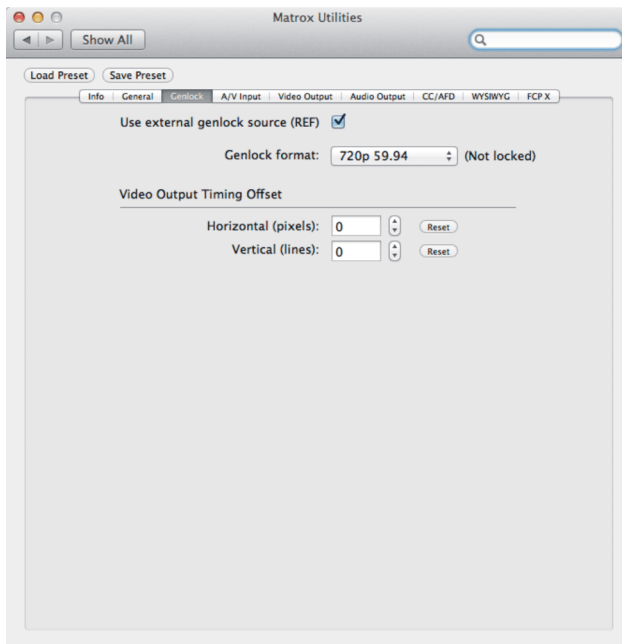 Matrox Utilities
Show All
Load Preset Save Preset
Info General Genlock A/V Input Video Output Audio Output CC/AFD WYSIWYG FCP X
Use external genlock source (REF)
Genlock format: 720p 59.94 (Not locked)
Video Output Timing Offset
Horizontal (pixels): 0 Reset
Vertical (lines): 0 Reset